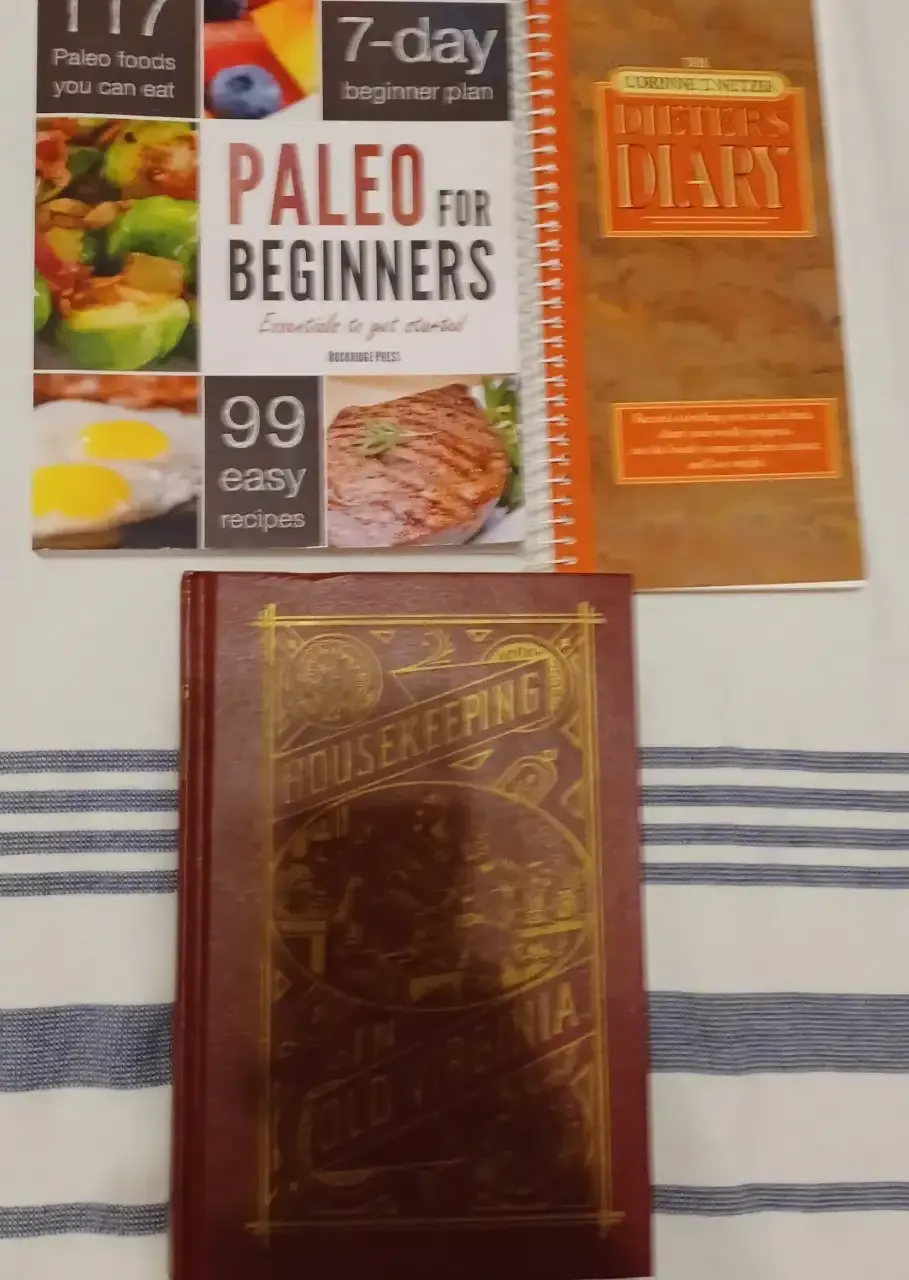 117
Paleo foods
you can eat
7-day
beginner plan
PALEO FOR
BEGINNERS
Essentials to get started
ROCKRIDGE PRESS
99
easy
recipes
THE
CORINNE T. NETZER
DIETERS
DIARY
HOUSEKEEPING
IN
OLD VIRGINIA